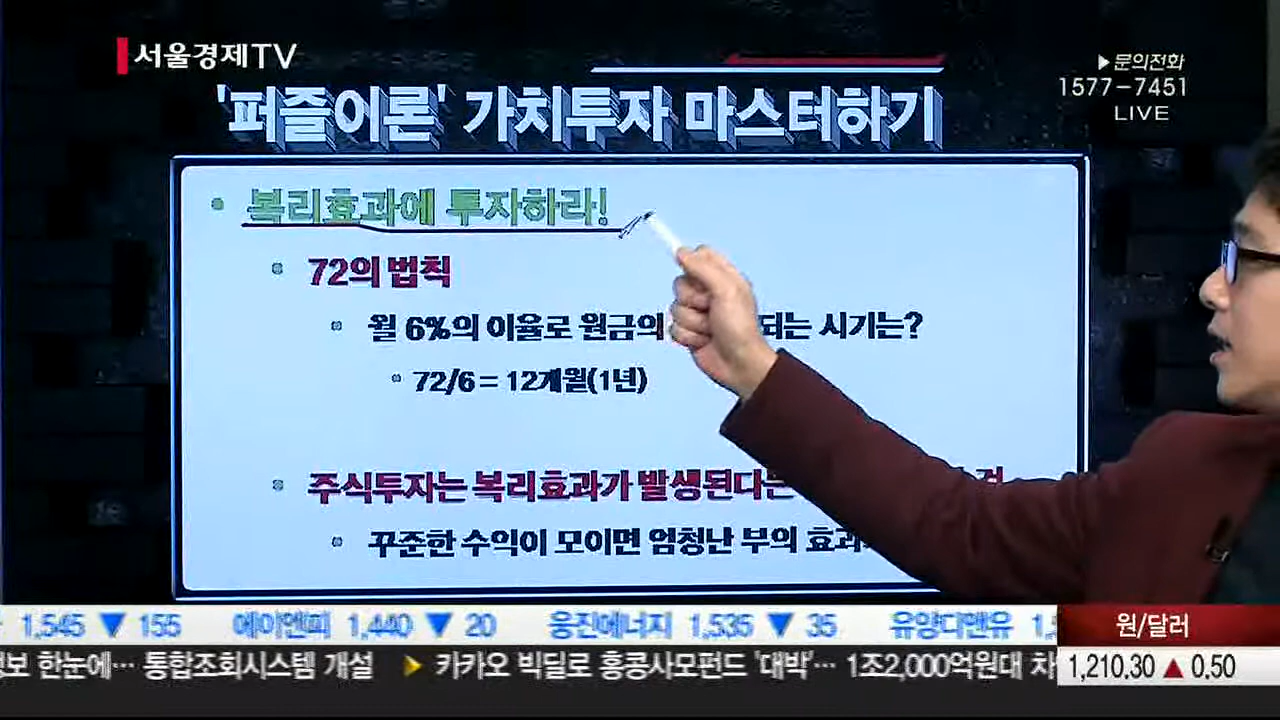 서울경제TV
▶문의전화
1577-7451
LIVE
'퍼즐이론' 가치투자 마스터하기
복리효과에 투자하라!
72의 법칙
월 6%의 이율로 원금의 되는 시기는?
72/6 = 12개월(1년)
주식투자는 복리효과가 발생된다는 것
꾸준한 수익이 모이면 엄청난 부의 효과
1,545 ▼ 155 에이앤피 1,440 ▼ 20 웅진에너지 1,535 ▼ 35 유양디앤유
원/달러
한눈에… 통합조회시스템 개설 ▶ 카카오 빅딜로 홍콩사모펀드 '대박'… 1조2,000억원대
1,210.30 ▲ 0.50